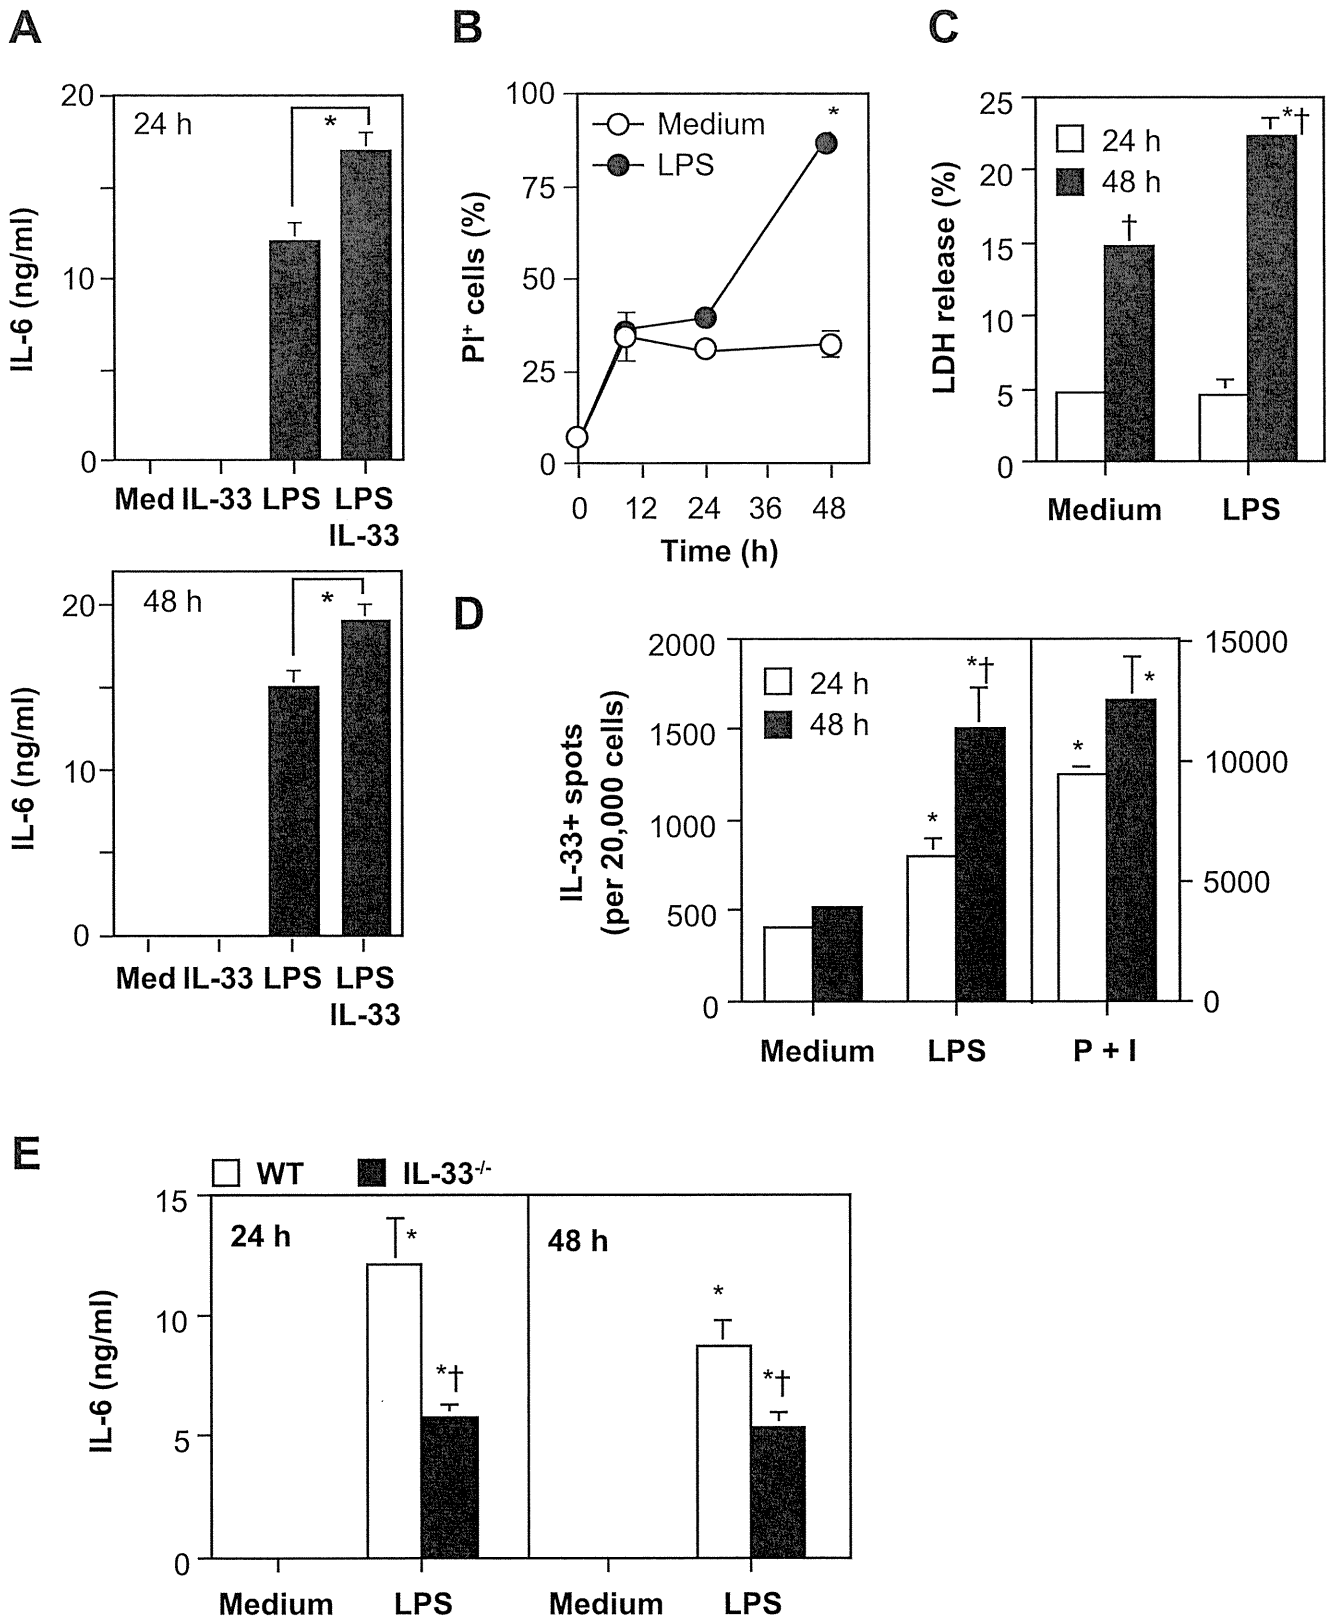 A
B
C
20
24 h
*
10
0
IL-6 (ng/ml)
Med IL-33 LPS LPS
IL-33
48 h
*
20
10
0
IL-6 (ng/ml)
Med IL-33 LPS LPS
IL-33
100
75
50
25
0
PI+ cells (%)
Medium
LPS
*
0 12 24 36 48
Time (h)
25
20
15
10
5
0
LDH release (%)
24 h
48 h
†
*†
Medium LPS
D
2000
1500
1000
500
0
IL-33+ spots
(per 20,000 cells)
24 h
48 h
*
*†
*
*
15000
10000
5000
0
Medium LPS P + I
E
WT IL-33-/-
15
10
5
0
IL-6 (ng/ml)
24 h
*
*†
48 h
*
*†
Medium LPS Medium LPS